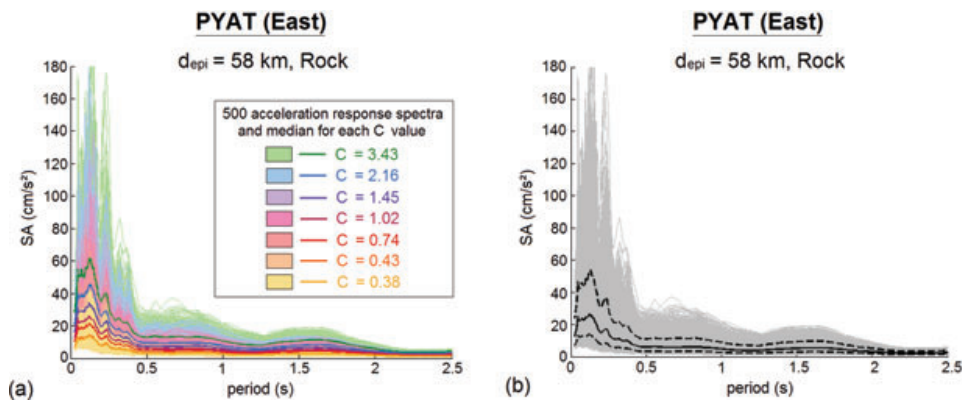 PYAT (East)
d_epi = 58 km, Rock
SA (cm/s²)
180
160
140
120
100
80
60
40
20
0
500 acceleration response spectra
and median for each C value
C = 3.43
C = 2.16
C = 1.45
C = 1.02
C = 0.74
C = 0.43
C = 0.38
0 0.5 1 1.5 2 2.5
period (s)
(a)
PYAT (East)
d_epi = 58 km, Rock
SA (cm/s²)
180
160
140
120
100
80
60
40
20
0
0 0.5 1 1.5 2 2.5
period (s)
(b)